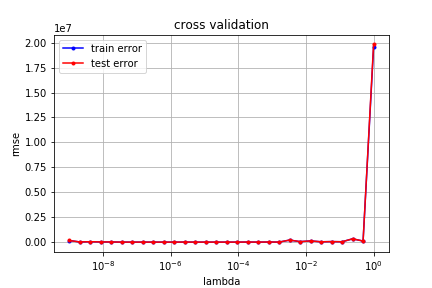 cross validation
1e7
train error
test error
2.00
1.75
1.50
1.25
1.00
0.75
0.50
0.25
0.00
rmse
10⁻⁸ 10⁻⁶ 10⁻⁴ 10⁻² 10⁰
lambda